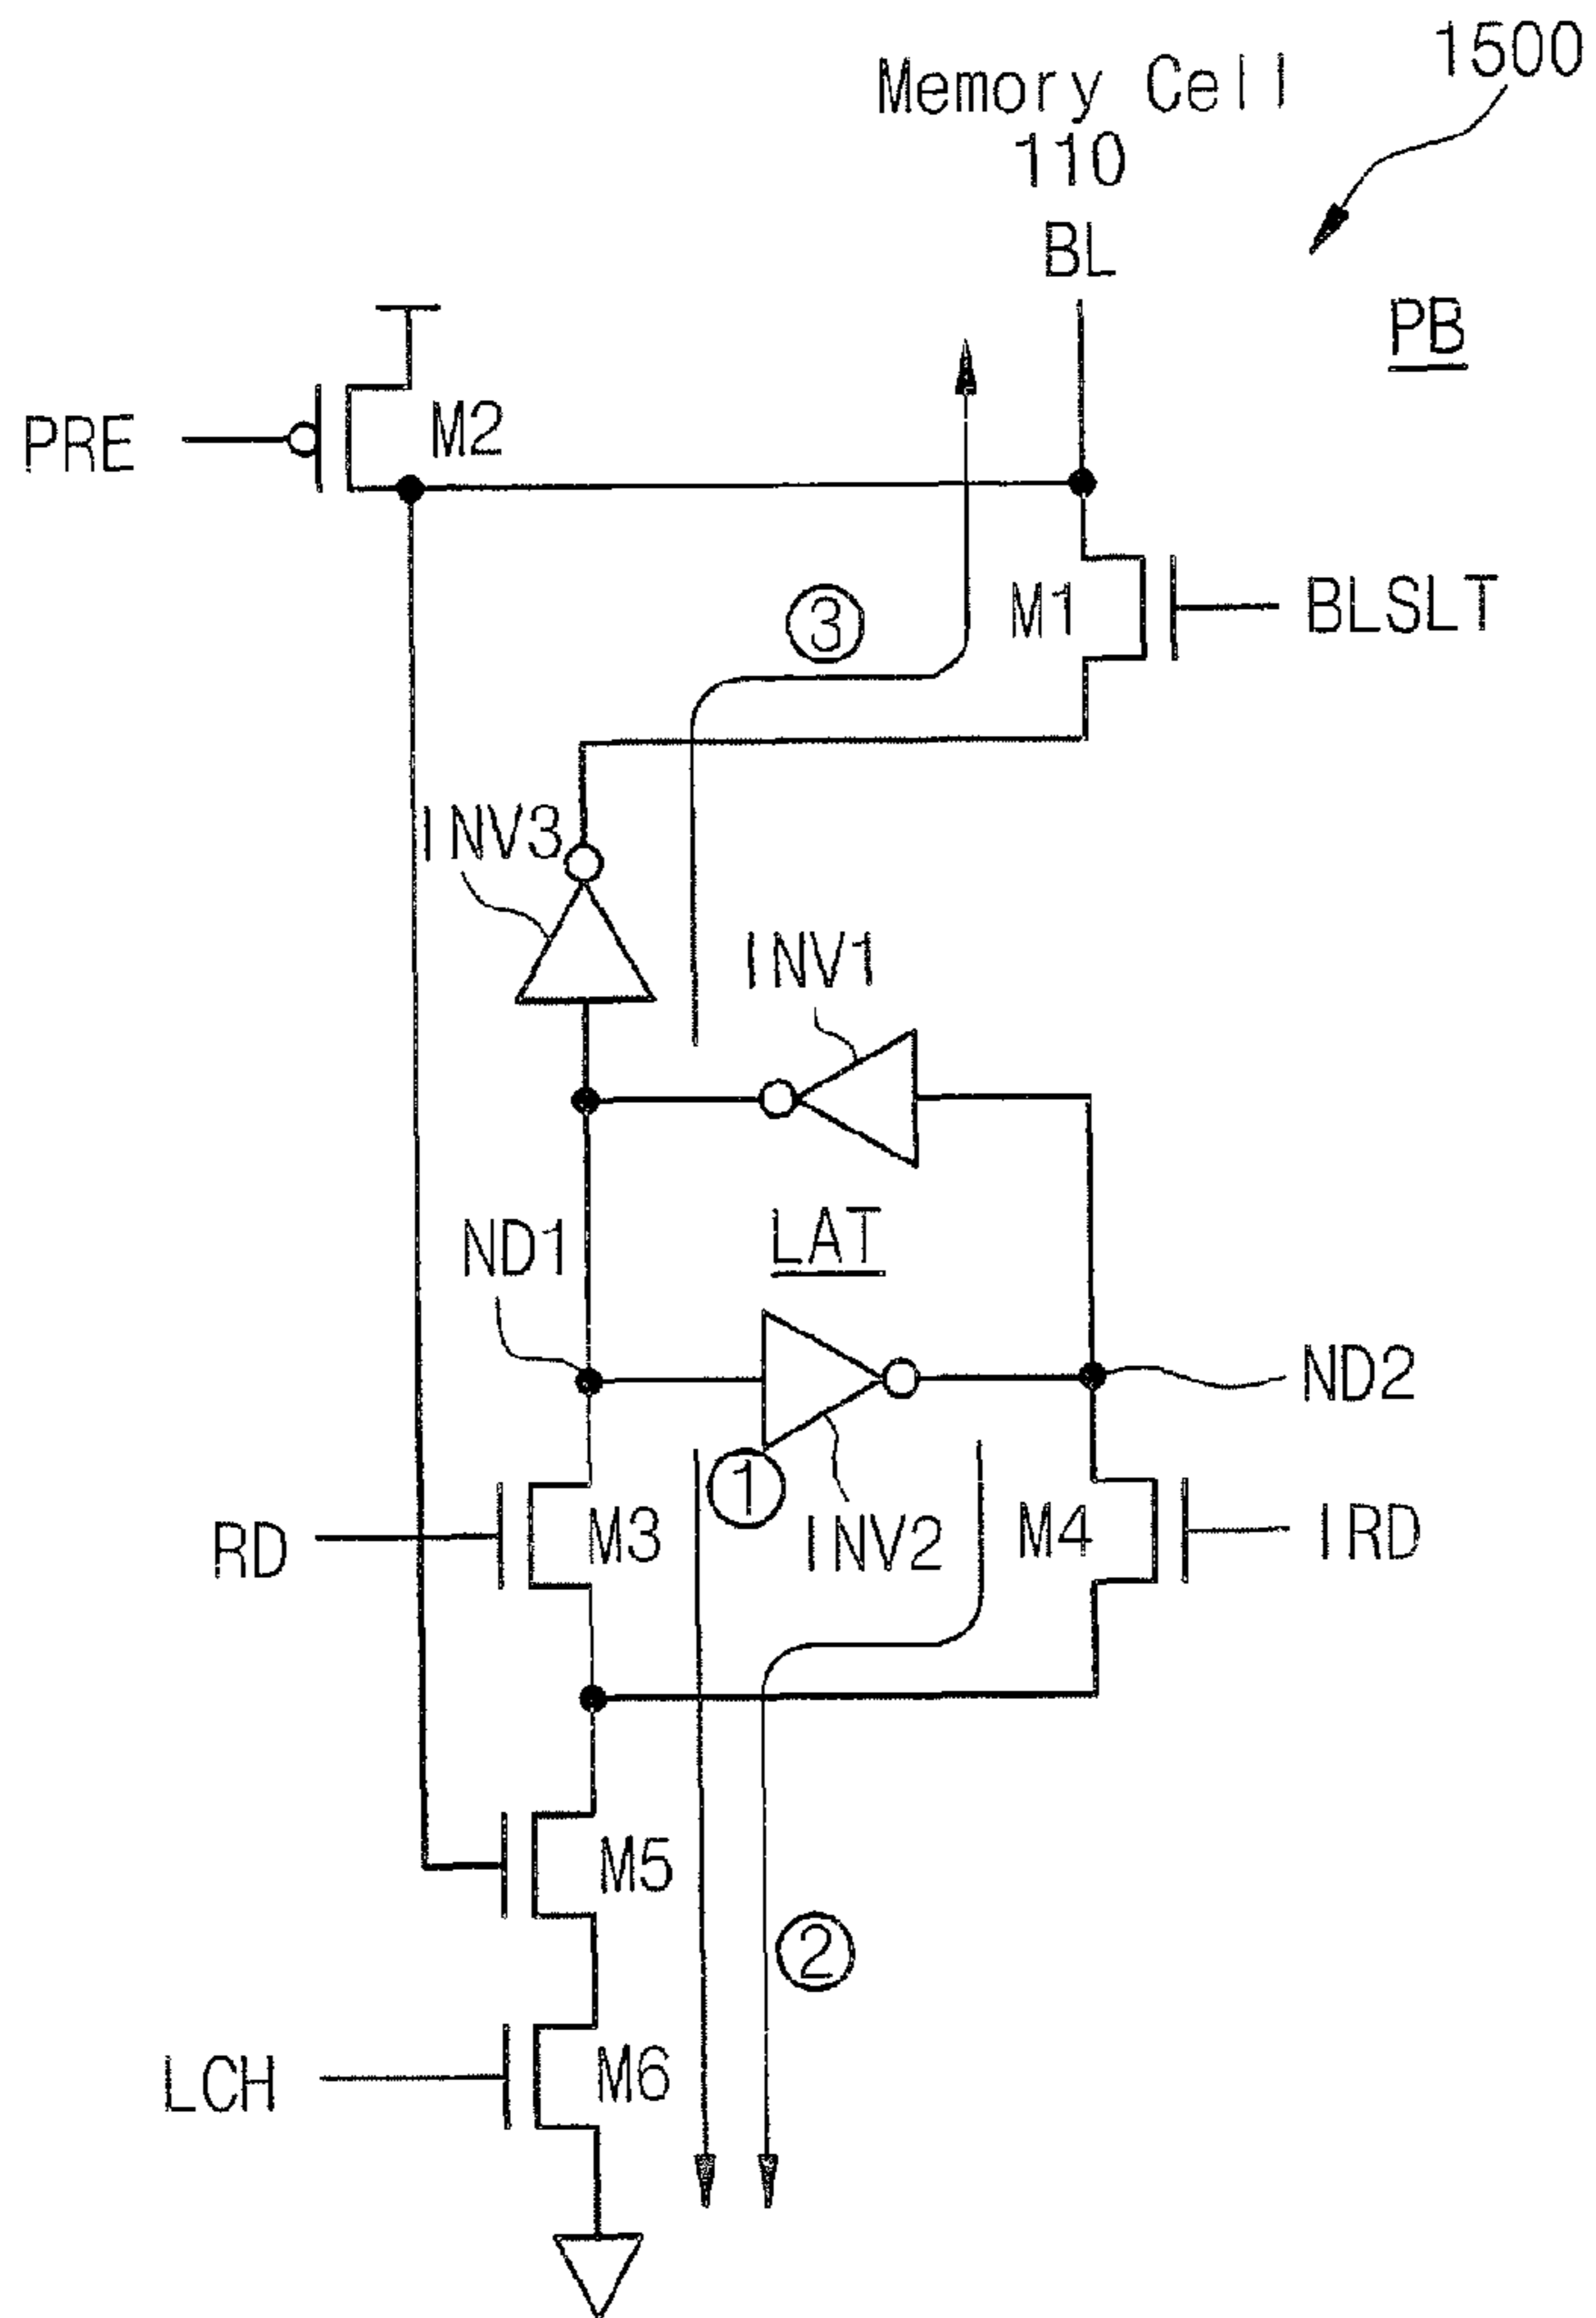 1500
Memory Cell
110
BL
PB
PRE
M2
M1
BLSLT
3
INV3
INV1
ND1
LAT
ND2
1
RD
M3
INV2
M4
IRD
M5
2
LCH
M6